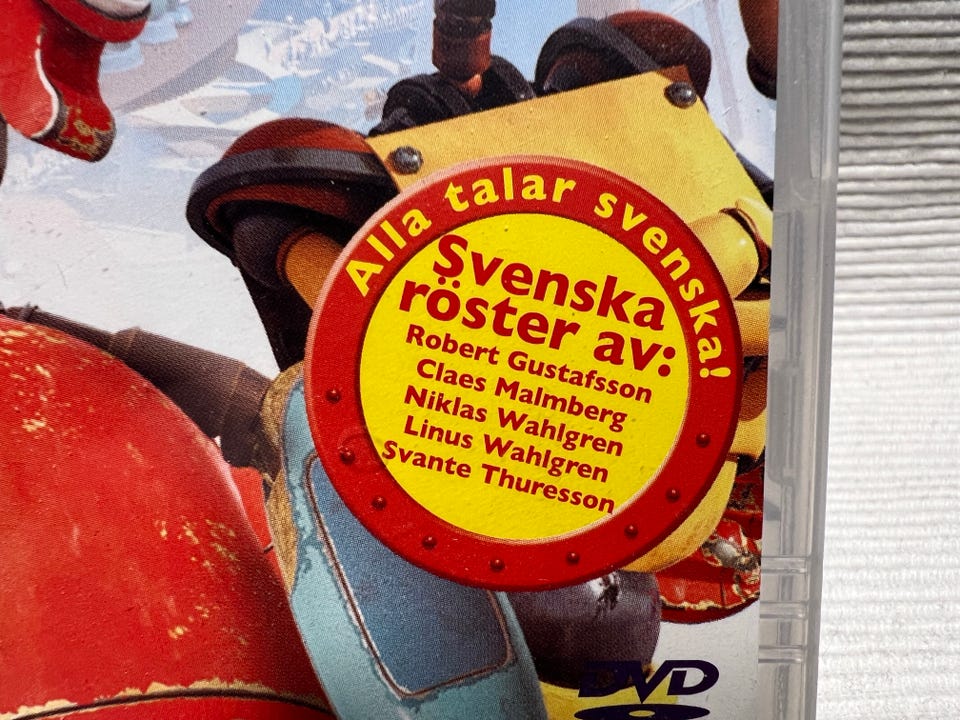 Alla talar svenska!
Svenska
röster av:
Robert Gustafsson
Claes Malmberg
Niklas Wahlgren
Linus Wahlgren
Svante Thuresson
DVD